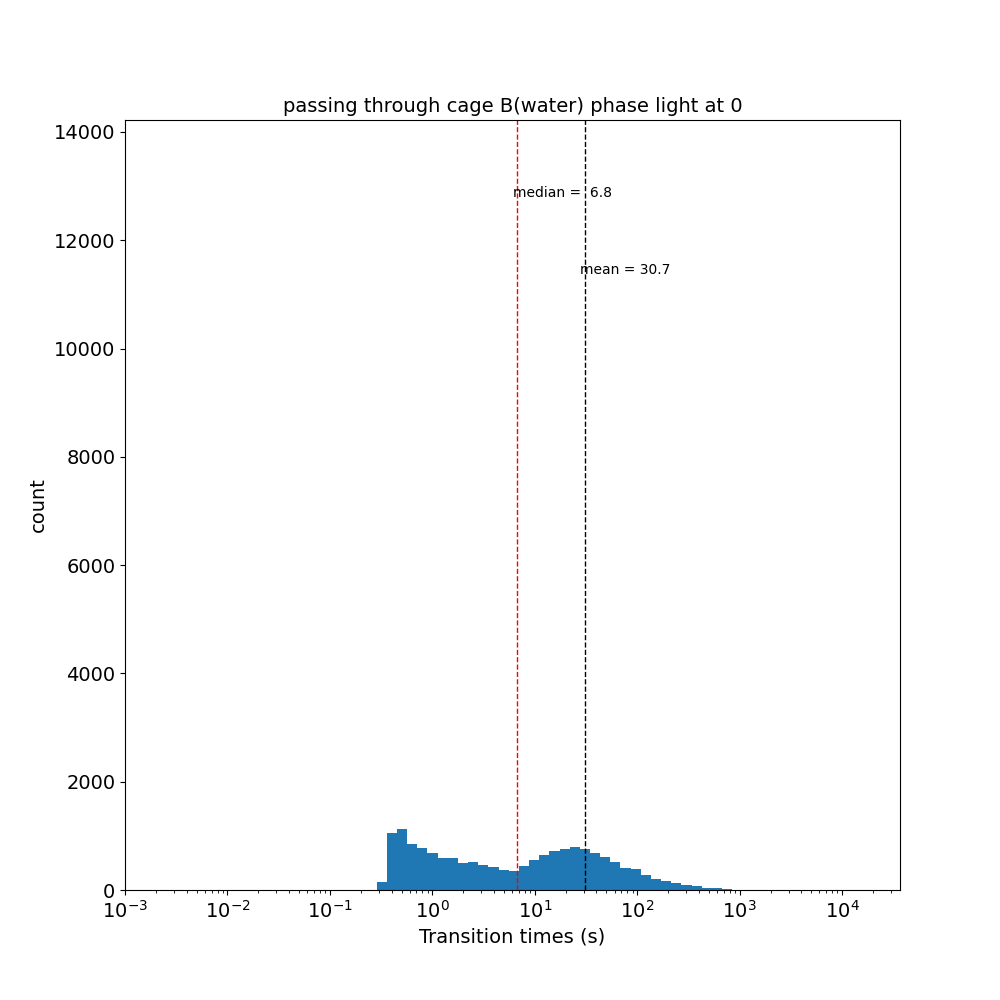 passing through cage B(water) phase light at 0
14000
12000
10000
8000
6000
4000
2000
0
median =  6.8
mean = 30.7
count
10⁻³ 10⁻² 10⁻¹ 10⁰ 10¹ 10² 10³ 10⁴
Transition times (s)